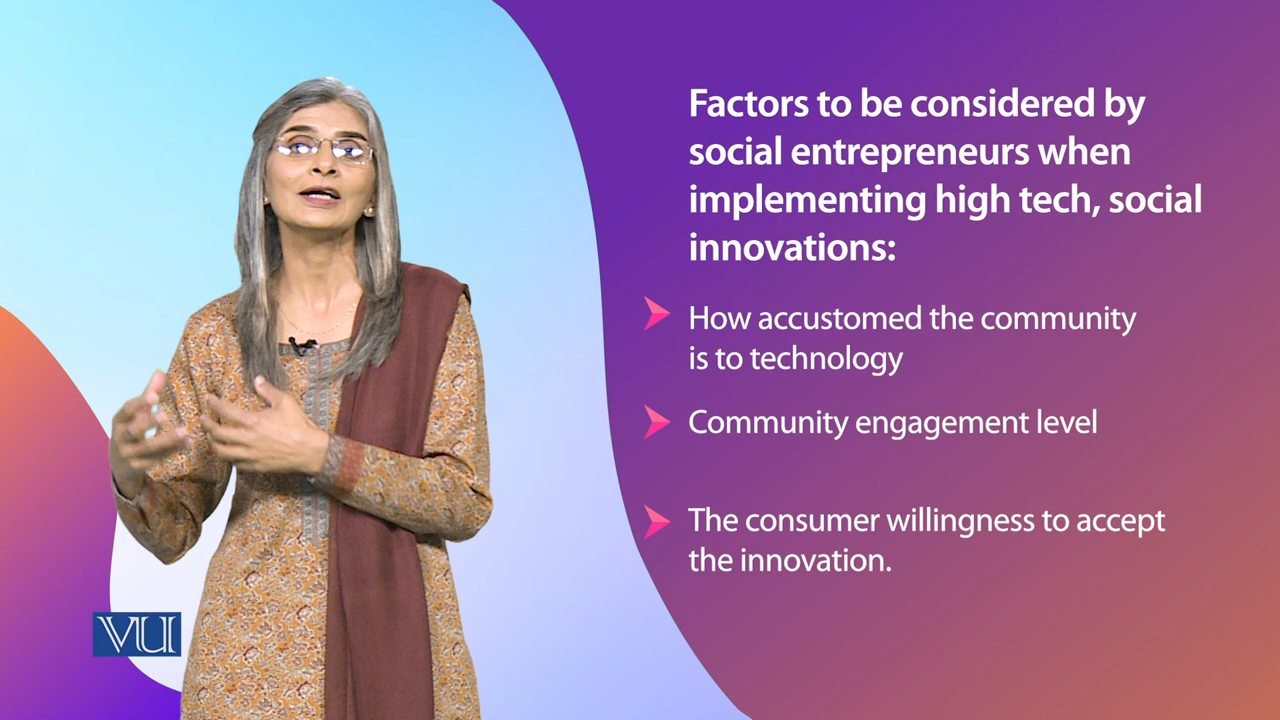 Factors to be considered by
social entrepreneurs when
implementing high tech, social
innovations:
How accustomed the community
is to technology
Community engagement level
The consumer willingness to accept
the innovation.
VU